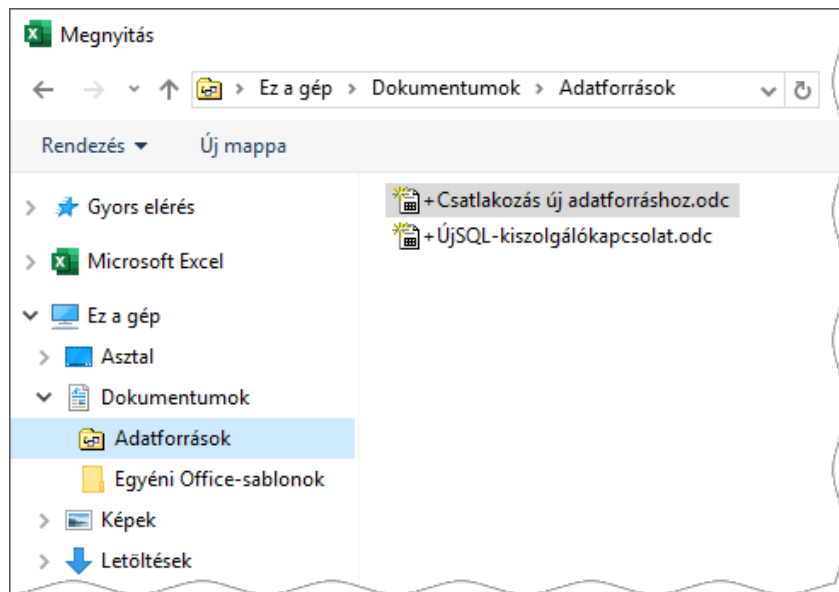 Megnyitás
Ez a gép > Dokumentumok > Adatforrások
Rendezés Új mappa
Gyors elérés
Microsoft Excel
Ez a gép
Asztal
Dokumentumok
Adatforrások
Egyéni Office-sablonok
Képek
Letöltések
+Csatlakozás új adatforráshoz.odc
+ÚjSQL-kiszolgálókapcsolat.odc